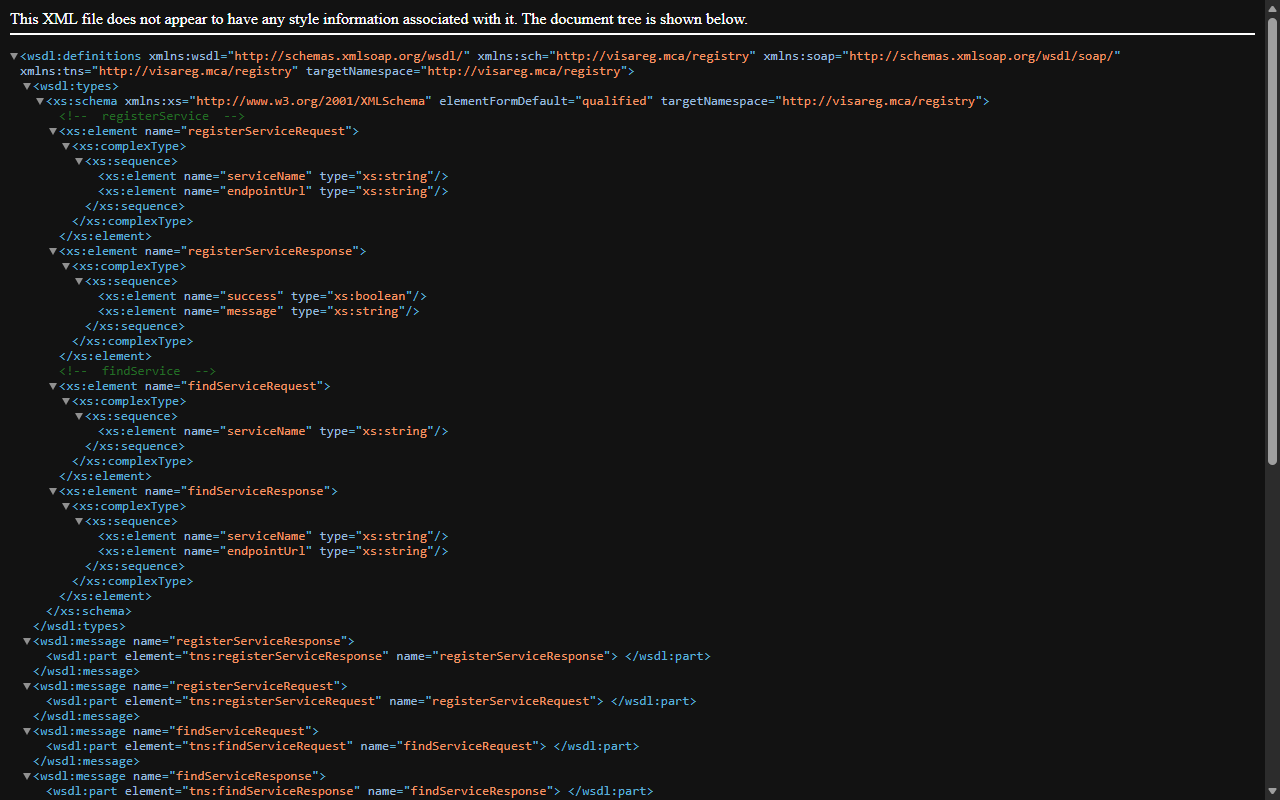 This XML file does not appear to have any style information associated with it. The document tree is shown below.
▼<wsdl:definitions xmlns:wsdl="http://schemas.xmlsoap.org/wsdl/" xmlns:sch="http://visareg.mca/registry" xmlns:soap="http://schemas.xmlsoap.org/wsdl/soap/"
xmlns:tns="http://visareg.mca/registry" targetNamespace="http://visareg.mca/registry">
▼<wsdl:types>
▼<xs:schema xmlns:xs="http://www.w3.org/2001/XMLSchema" elementFormDefault="qualified" targetNamespace="http://visareg.mca/registry">
<!-- registerService -->
▼<xs:element name="registerServiceRequest">
▼<xs:complexType>
▼<xs:sequence>
<xs:element name="serviceName" type="xs:string"/>
<xs:element name="endpointUrl" type="xs:string"/>
</xs:sequence>
</xs:complexType>
</xs:element>
▼<xs:element name="registerServiceResponse">
▼<xs:complexType>
▼<xs:sequence>
<xs:element name="success" type="xs:boolean"/>
<xs:element name="message" type="xs:string"/>
</xs:sequence>
</xs:complexType>
</xs:element>
<!-- findService -->
▼<xs:element name="findServiceRequest">
▼<xs:complexType>
▼<xs:sequence>
<xs:element name="serviceName" type="xs:string"/>
</xs:sequence>
</xs:complexType>
</xs:element>
▼<xs:element name="findServiceResponse">
▼<xs:complexType>
▼<xs:sequence>
<xs:element name="serviceName" type="xs:string"/>
<xs:element name="endpointUrl" type="xs:string"/>
</xs:sequence>
</xs:complexType>
</xs:element>
</xs:schema>
</wsdl:types>
▼<wsdl:message name="registerServiceResponse">
<wsdl:part element="tns:registerServiceResponse" name="registerServiceResponse"> </wsdl:part>
</wsdl:message>
▼<wsdl:message name="registerServiceRequest">
<wsdl:part element="tns:registerServiceRequest" name="registerServiceRequest"> </wsdl:part>
</wsdl:message>
▼<wsdl:message name="findServiceRequest">
<wsdl:part element="tns:findServiceRequest" name="findServiceRequest"> </wsdl:part>
</wsdl:message>
▼<wsdl:message name="findServiceResponse">
<wsdl:part element="tns:findServiceResponse" name="findServiceResponse"> </wsdl:part>